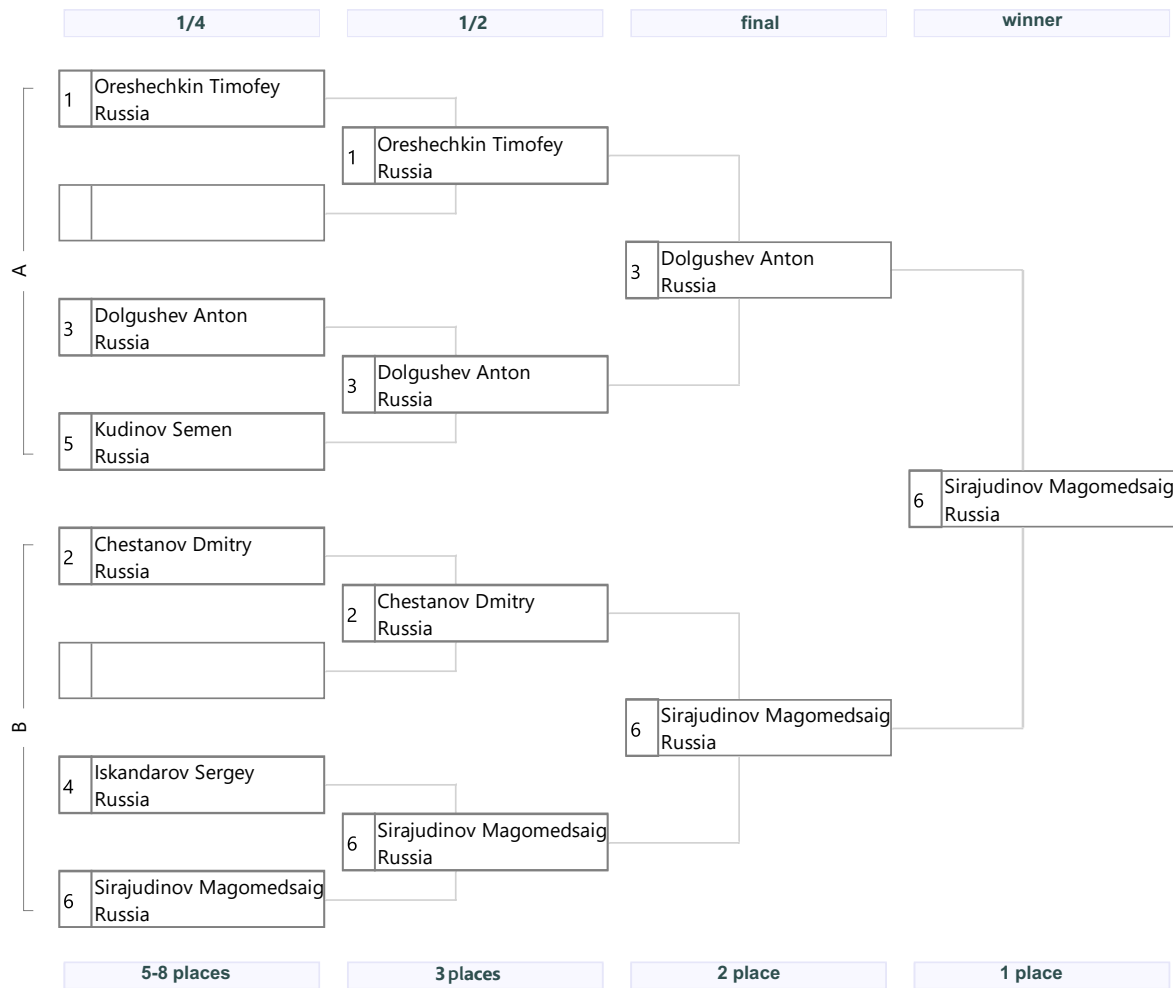 1/4
1/2
final
winner
1
Oreshechkin Timofey
Russia
1
Oreshechkin Timofey
Russia
A
3
Dolgushev Anton
Russia
3
Dolgushev Anton
Russia
3
Dolgushev Anton
Russia
5
Kudinov Semen
Russia
6
Sirajudinov Magomedsaig
Russia
2
Chestanov Dmitry
Russia
2
Chestanov Dmitry
Russia
B
6
Sirajudinov Magomedsaig
Russia
4
Iskandarov Sergey
Russia
6
Sirajudinov Magomedsaig
Russia
6
Sirajudinov Magomedsaig
Russia
5-8 places
3 places
2 place
1 place